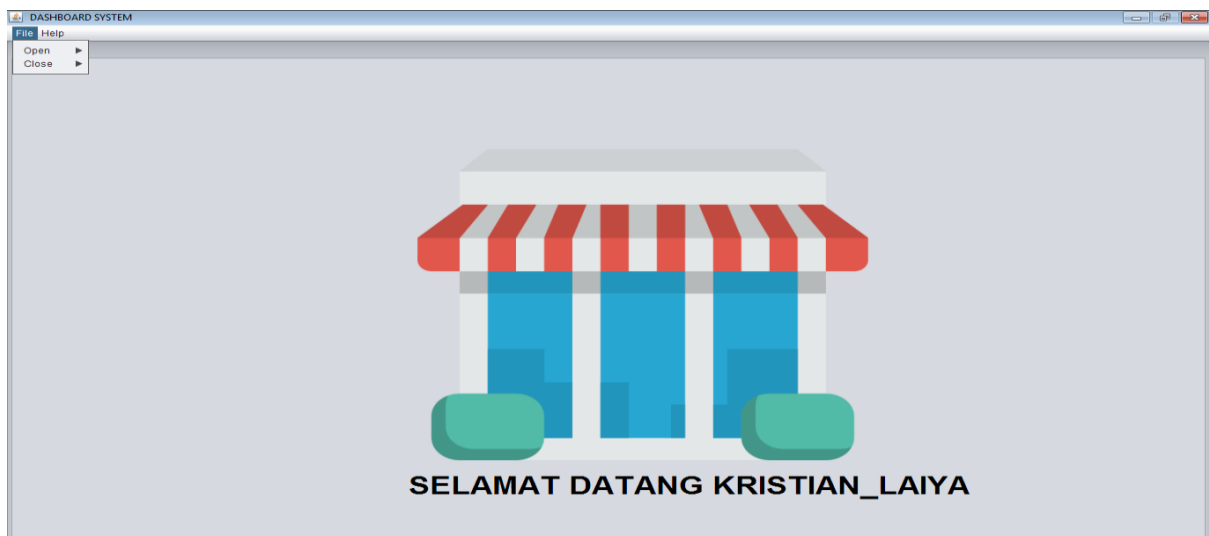 DASHBOARD SYSTEM
File Help
Open
Close
SELAMAT DATANG KRISTIAN_LAIYA